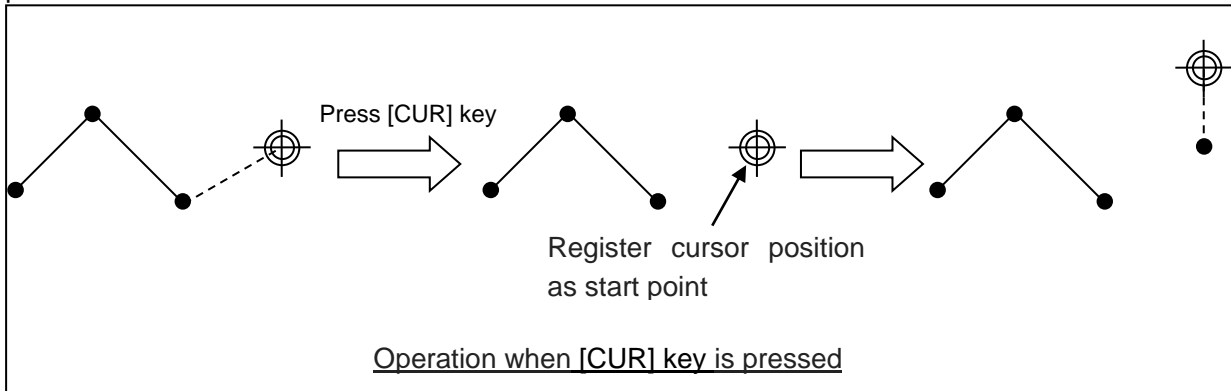 Press [CUR] key
Register cursor position
as start point
Operation when [CUR] key is pressed